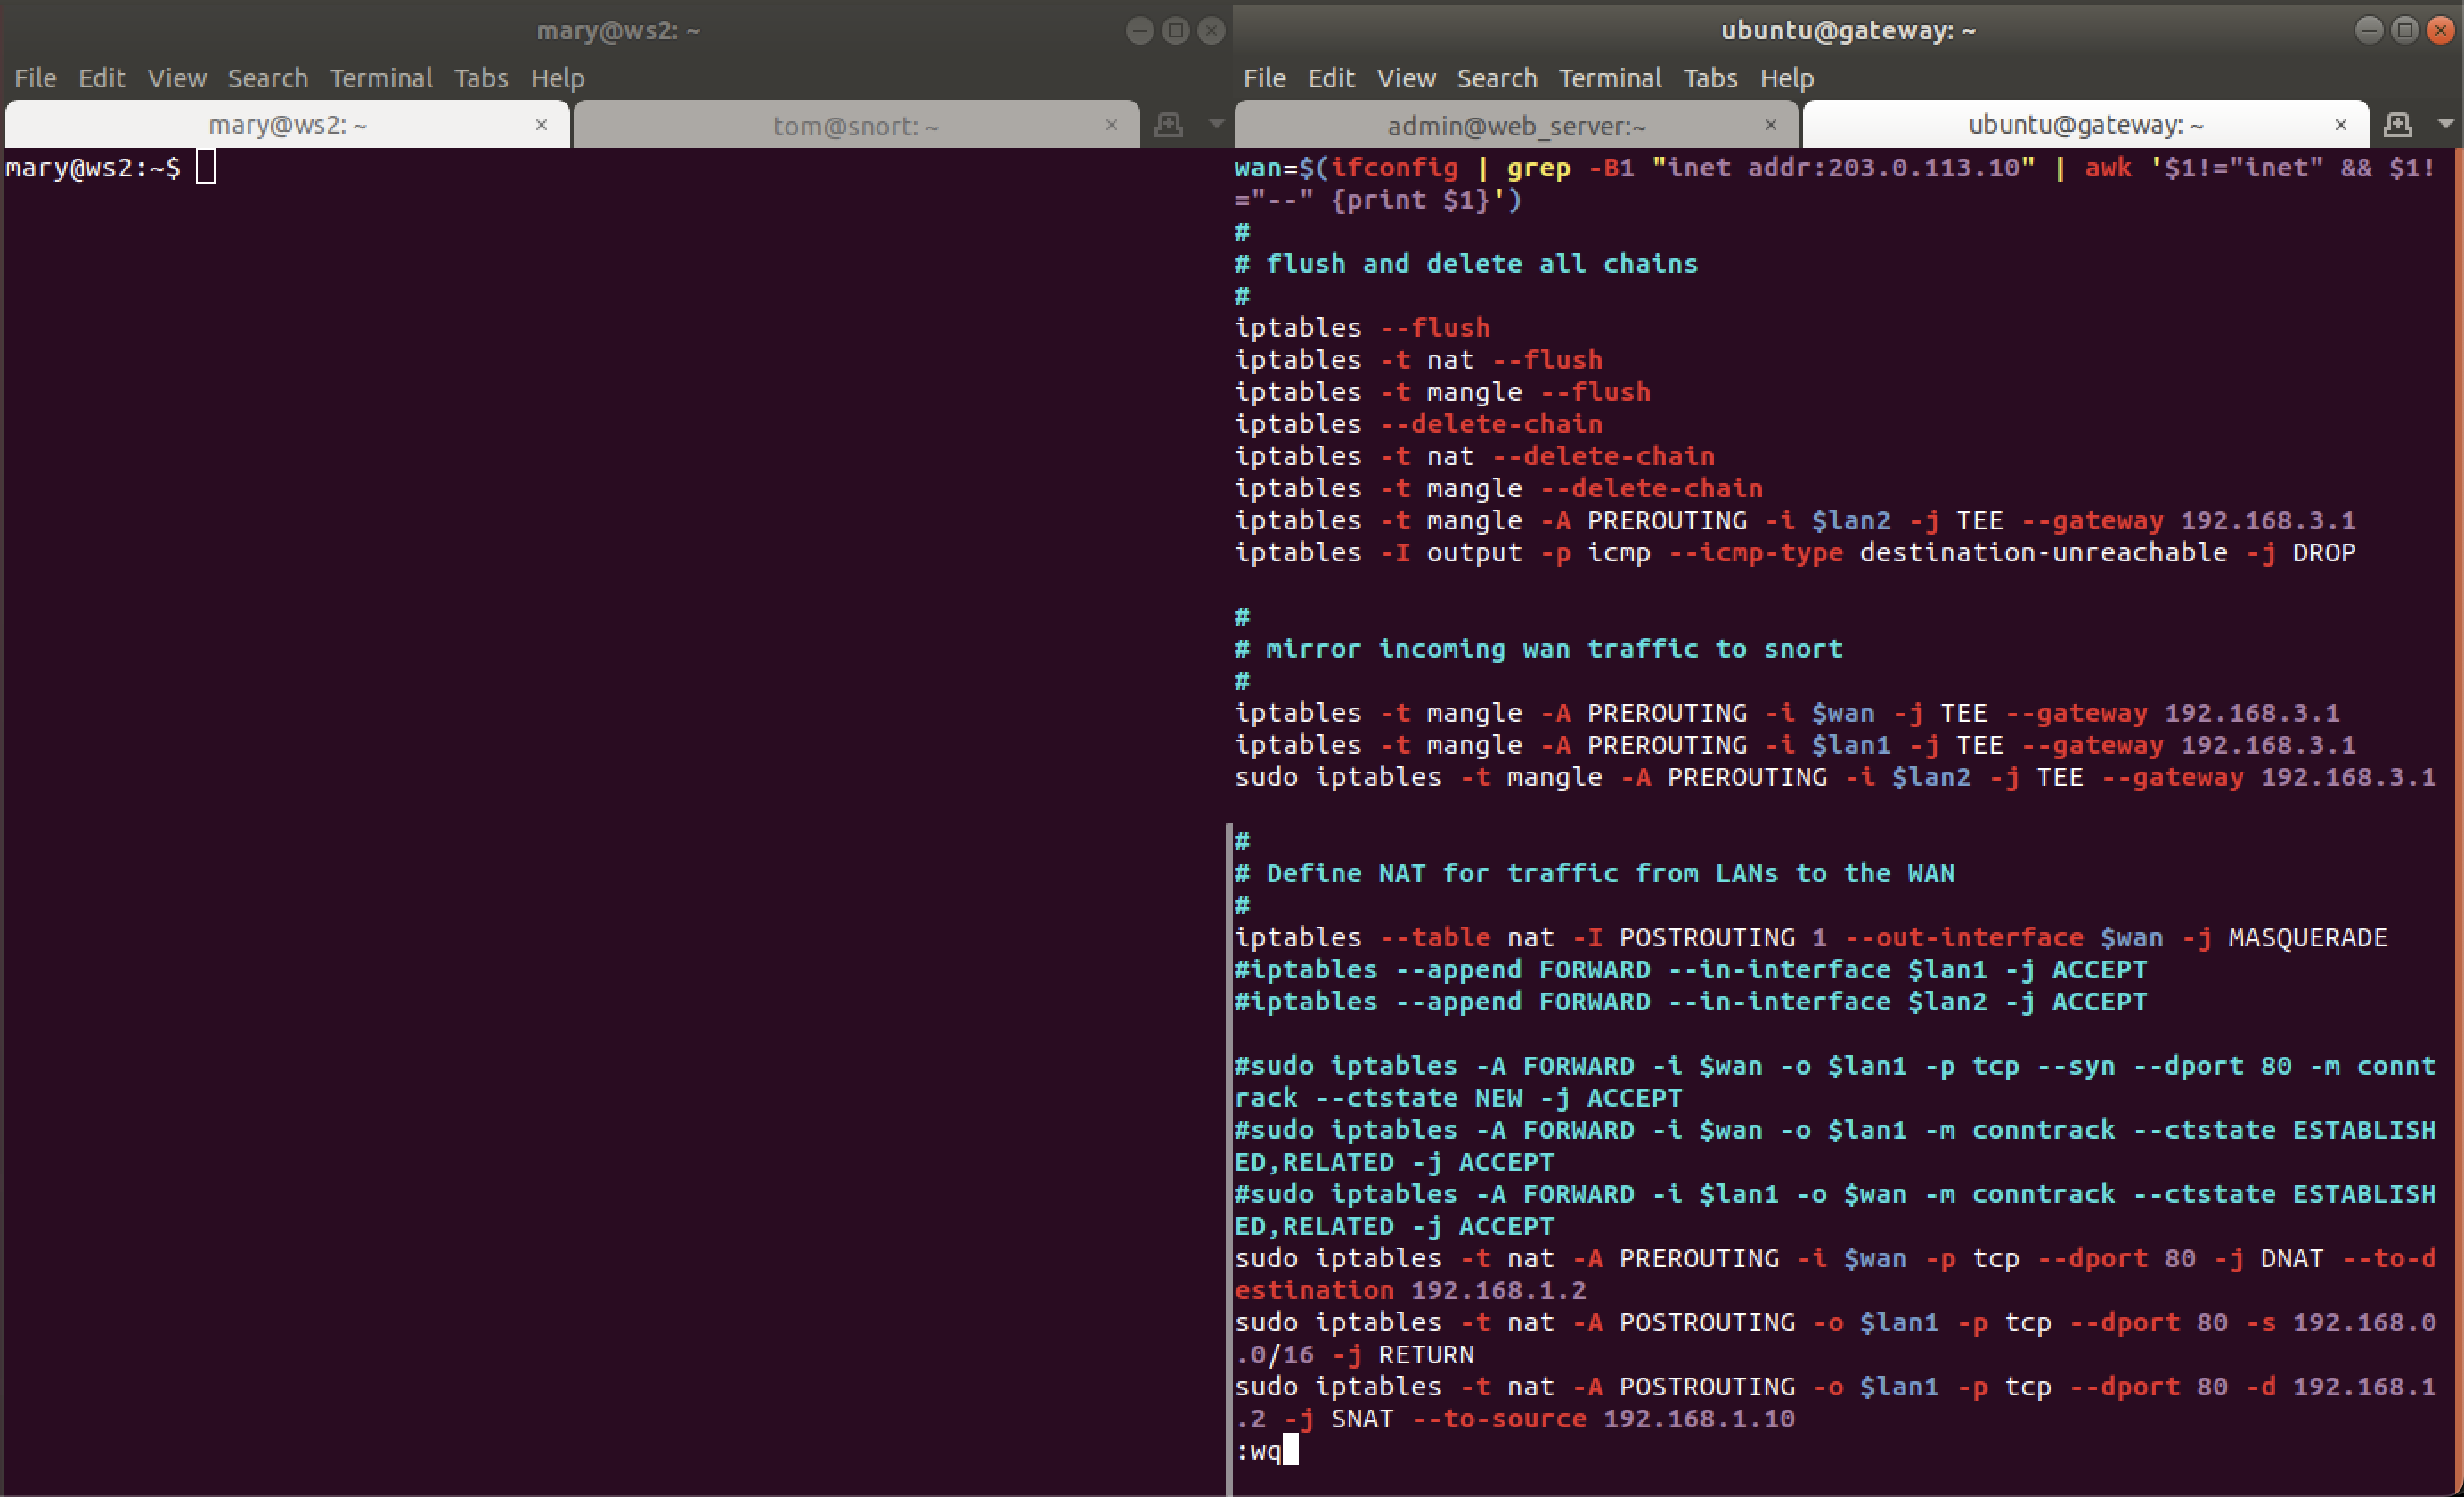 mary@ws2: ~
File Edit View Search Terminal Tabs Help
mary@ws2: ~ × tom@snort: ~ ×
mary@ws2:~$
ubuntu@gateway: ~
File Edit View Search Terminal Tabs Help
admin@web_server:~ × ubuntu@gateway: ~ ×
wan=$(ifconfig | grep -B1 "inet addr:203.0.113.10" | awk '$1!="inet" && $1!
="--" {print $1}')
#
# flush and delete all chains
#
iptables --flush
iptables -t nat --flush
iptables -t mangle --flush
iptables --delete-chain
iptables -t nat --delete-chain
iptables -t mangle --delete-chain
iptables -t mangle -A PREROUTING -i $lan2 -j TEE --gateway 192.168.3.1
iptables -I output -p icmp --icmp-type destination-unreachable -j DROP
#
# mirror incoming wan traffic to snort
#
iptables -t mangle -A PREROUTING -i $wan -j TEE --gateway 192.168.3.1
iptables -t mangle -A PREROUTING -i $lan1 -j TEE --gateway 192.168.3.1
sudo iptables -t mangle -A PREROUTING -i $lan2 -j TEE --gateway 192.168.3.1
#
# Define NAT for traffic from LANs to the WAN
#
iptables --table nat -I POSTROUTING 1 --out-interface $wan -j MASQUERADE
#iptables --append FORWARD --in-interface $lan1 -j ACCEPT
#iptables --append FORWARD --in-interface $lan2 -j ACCEPT
#sudo iptables -A FORWARD -i $wan -o $lan1 -p tcp --syn --dport 80 -m connt
rack --ctstate NEW -j ACCEPT
#sudo iptables -A FORWARD -i $wan -o $lan1 -m conntrack --ctstate ESTABLISH
ED,RELATED -j ACCEPT
#sudo iptables -A FORWARD -i $lan1 -o $wan -m conntrack --ctstate ESTABLISH
ED,RELATED -j ACCEPT
sudo iptables -t nat -A PREROUTING -i $wan -p tcp --dport 80 -j DNAT --to-d
estination 192.168.1.2
sudo iptables -t nat -A POSTROUTING -o $lan1 -p tcp --dport 80 -s 192.168.0
.0/16 -j RETURN
sudo iptables -t nat -A POSTROUTING -o $lan1 -p tcp --dport 80 -d 192.168.1
.2 -j SNAT --to-source 192.168.1.10
:wq